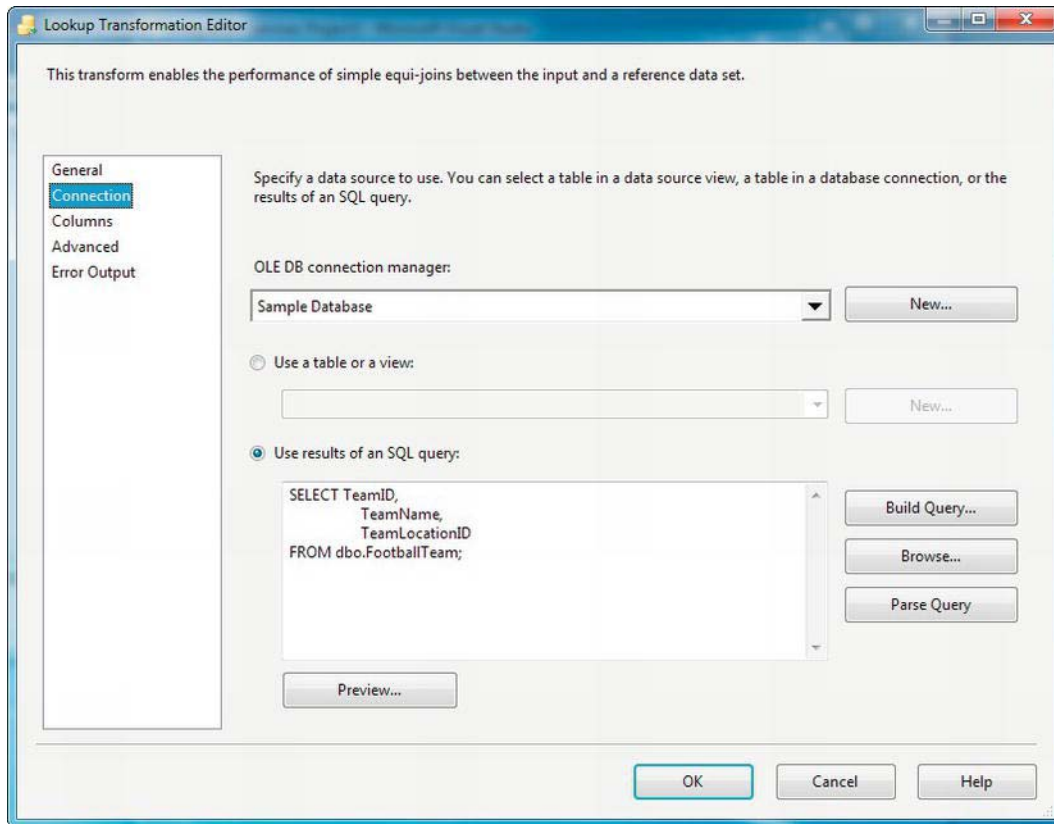 Lookup Transformation Editor
This transform enables the performance of simple equi-joins between the input and a reference data set.
General
Connection
Columns
Advanced
Error Output
Specify a data source to use. You can select a table in a data source view, a table in a database connection, or the
results of an SQL query.
OLE DB connection manager:
Sample Database
New...
Use a table or a view:
New...
Use results of an SQL query:
SELECT TeamID,
TeamName,
TeamLocationID
FROM dbo.FootballTeam;
Build Query...
Browse...
Parse Query
Preview...
OK
Cancel
Help